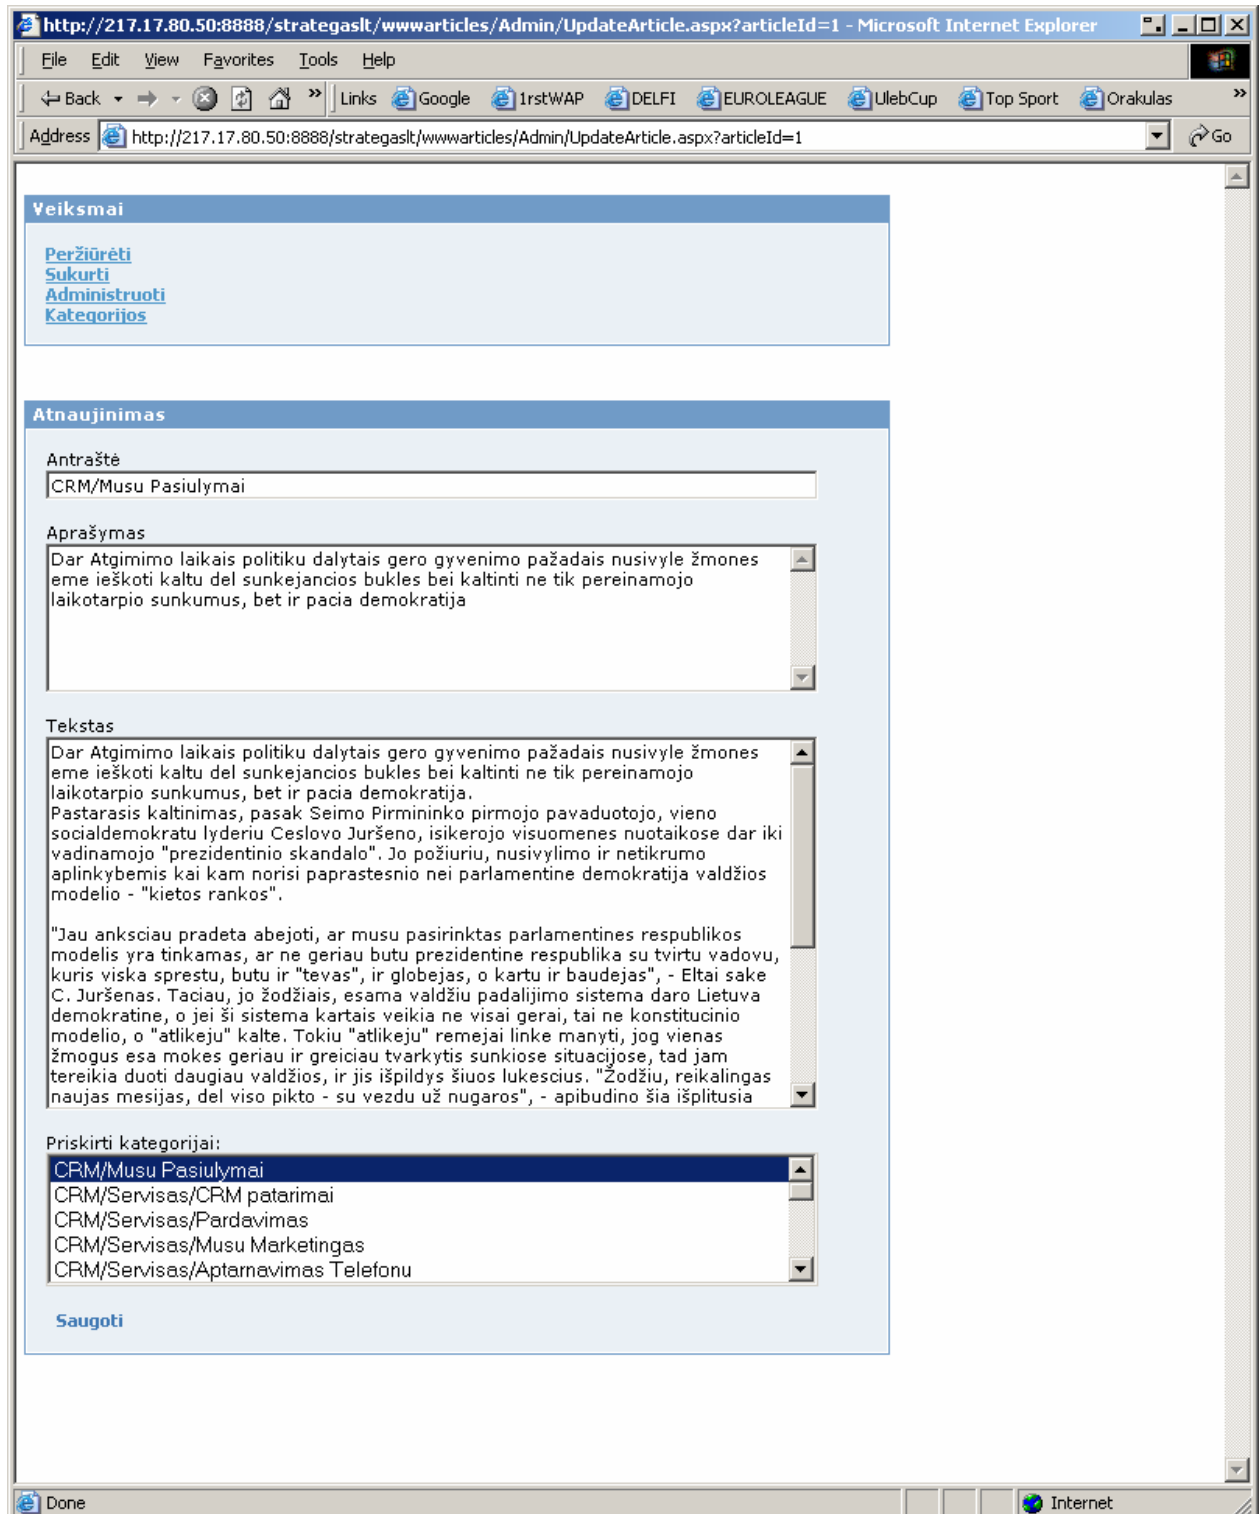 http://217.17.80.50:8888/strategaslt/wwwarticles/Admin/UpdateArticle.aspx?articleId=1 - Microsoft Internet Explorer
File Edit View Favorites Tools Help
Back » Links Google 1rstWAP DELFI EUROLEAGUE UlebCup Top Sport Orakulas »
Address http://217.17.80.50:8888/strategaslt/wwwarticles/Admin/UpdateArticle.aspx?articleId=1 Go
Veiksmai
Peržiūrėti
Sukurti
Administruoti
Kategorijos
Atnaujinimas
Antraštė
CRM/Musu Pasiulymai
Aprašymas
Dar Atgimimo laikais politiku dalytais gero gyvenimo pažadais nusivyle žmones
eme ieškoti kaltu del sunkejancios bukles bei kaltinti ne tik pereinamojo
laikotarpio sunkumus, bet ir pacia demokratija
Tekstas
Dar Atgimimo laikais politiku dalytais gero gyvenimo pažadais nusivyle žmones
eme ieškoti kaltu del sunkejancios bukles bei kaltinti ne tik pereinamojo
laikotarpio sunkumus, bet ir pacia demokratija.
Pastarasis kaltinimas, pasak Seimo Pirmininko pirmojo pavaduotojo, vieno
socialdemokratu lyderiu Ceslovo Juršeno, isikerojo visuomenes nuotaikose dar iki
vadinamojo "prezidentinio skandalo". Jo požiuriu, nusivylimo ir netikrumo
aplinkybemis kai kam norisi paprastesnio nei parlamentine demokratija valdžios
modelio - "kietos rankos".
"Jau anksciau pradeta abejoti, ar musu pasirinktas parlamentines respublikos
modelis yra tinkamas, ar ne geriau butu prezidentine respublika su tvirtu vadovu,
kuris viska sprestu, butu ir "tevas", ir globejas, o kartu ir baudejas", - Eltai sake
C. Juršenas. Taciau, jo žodžiais, esama valdžiu padalijimo sistema daro Lietuva
demokratine, o jei ši sistema kartais veikia ne visai gerai, tai ne konstitucinio
modelio, o "atlikeju" kalte. Tokiu "atlikeju" remejai linke manyti, jog vienas
žmogus esa mokes geriau ir greiciau tvarkytis sunkiose situacijose, tad jam
tereikia duoti daugiau valdžios, ir jis išpildys šiuos lukescius. "Žodžiu, reikalingas
naujas mesijas, del viso pikto - su vezdu už nugaros", - apibudino šia išplitusia
Priskirti kategorijai:
CRM/Musu Pasiulymai
CRM/Servisas/CRM patarimai
CRM/Servisas/Pardavimas
CRM/Servisas/Musu Marketingas
CRM/Servisas/Aptarnavimas Telefonu
Saugoti
Done Internet